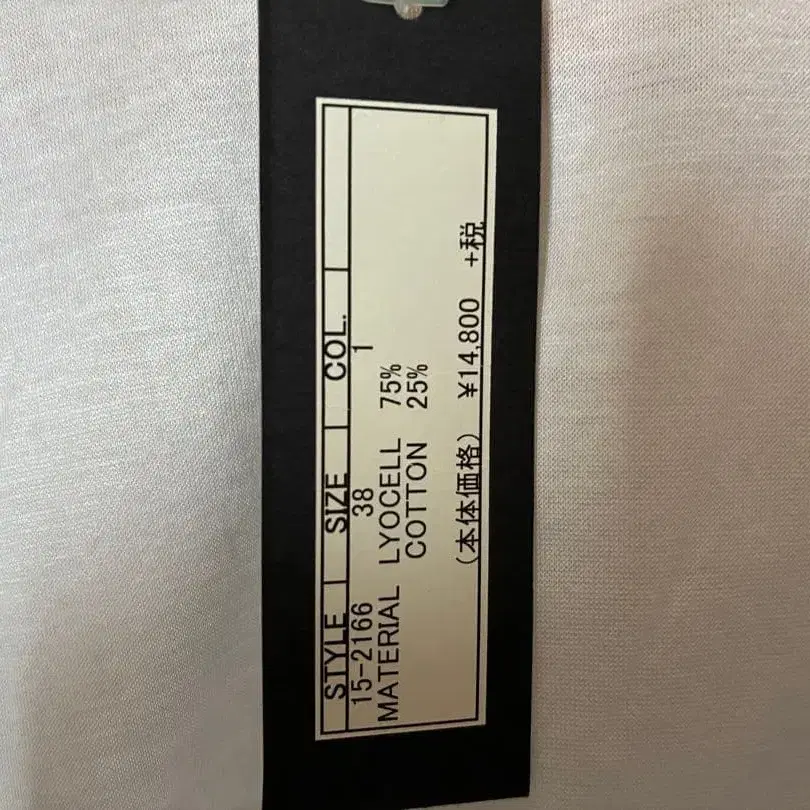 STYLE SIZE COL.
15-2166 38 1
MATERIAL LYOCELL 75%
COTTON 25%
(本体価格) ¥14,800 +税